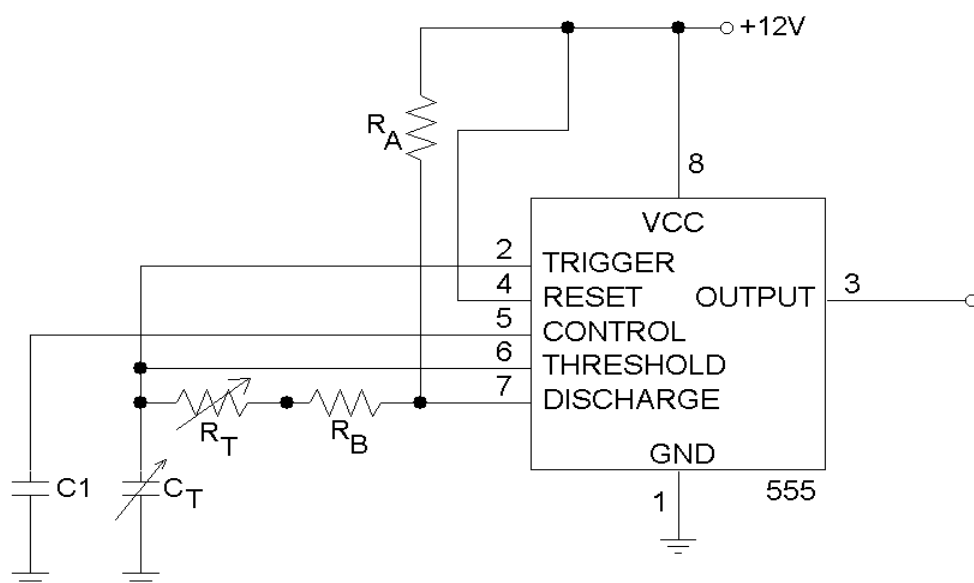 +12V
RA
8
VCC
2
TRIGGER
4
RESET
OUTPUT
3
5
CONTROL
6
THRESHOLD
7
DISCHARGE
RT
RB
GND
C1
CT
1
555